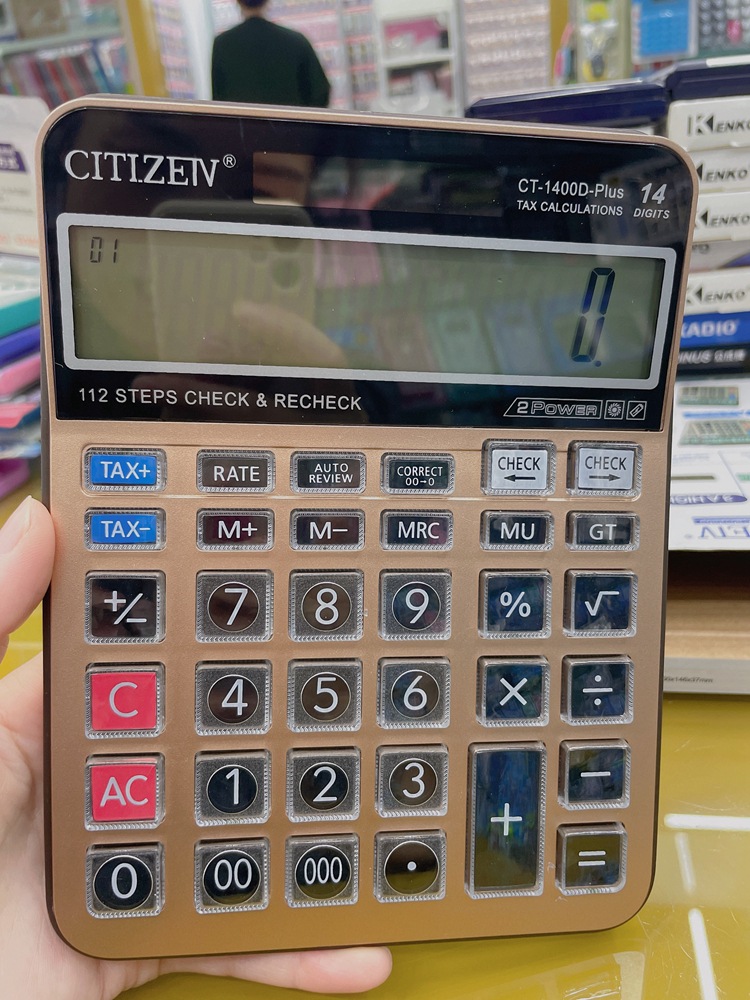 CITIZEIV®
CT-1400D-Plus 14
TAX CALCULATIONS DIGITS
01
0.
112 STEPS CHECK & RECHECK
2POWER
TAX+ RATE AUTO REVIEW CORRECT 00→0 CHECK ← CHECK →
TAX− M+ M− MRC MU GT
+/− 7 8 9 % √
C 4 5 6 × ÷
AC 1 2 3 + −
0 00 000 • =
KENKO
KENKO
KENKO
KENKO